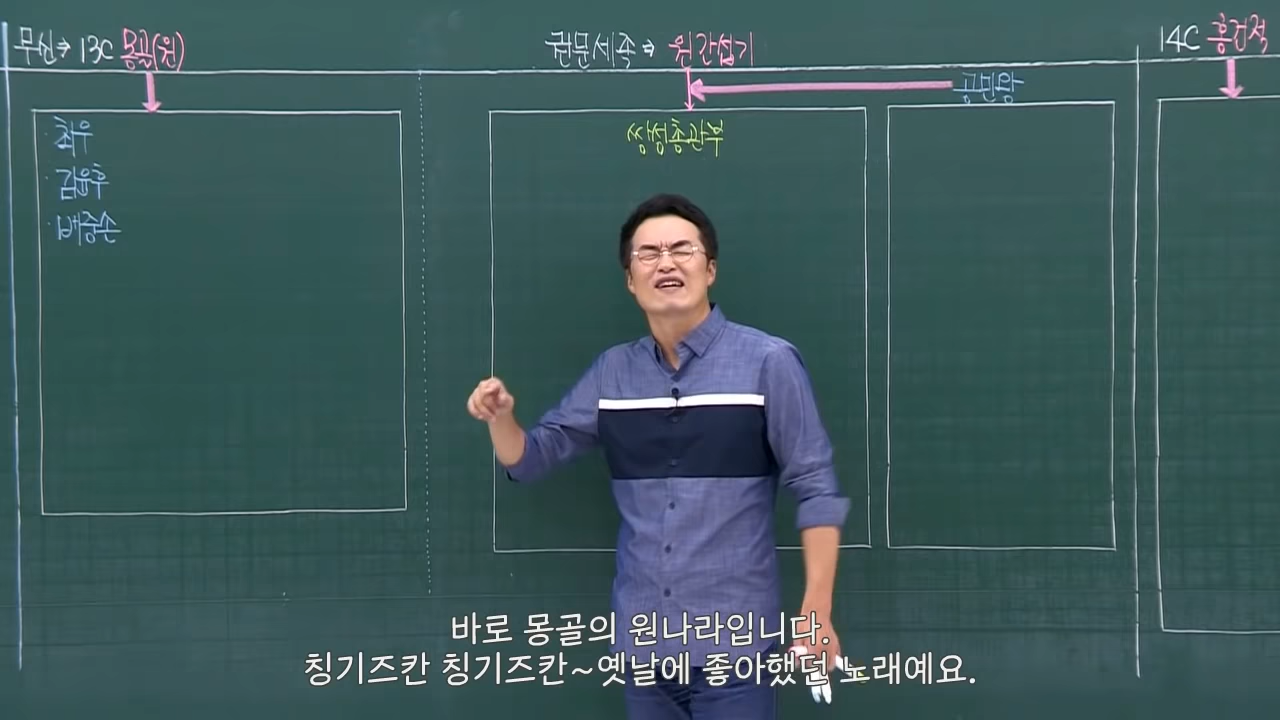 무신→ 13C 몽골(원)
최우
김윤후
배중손
권문세족→ 원간섭기
쌍성총관부
공민왕
14C 홍건적
바로 몽골의 원나라입니다.
칭기즈칸 칭기즈칸~옛날에 좋아했던 노래예요.